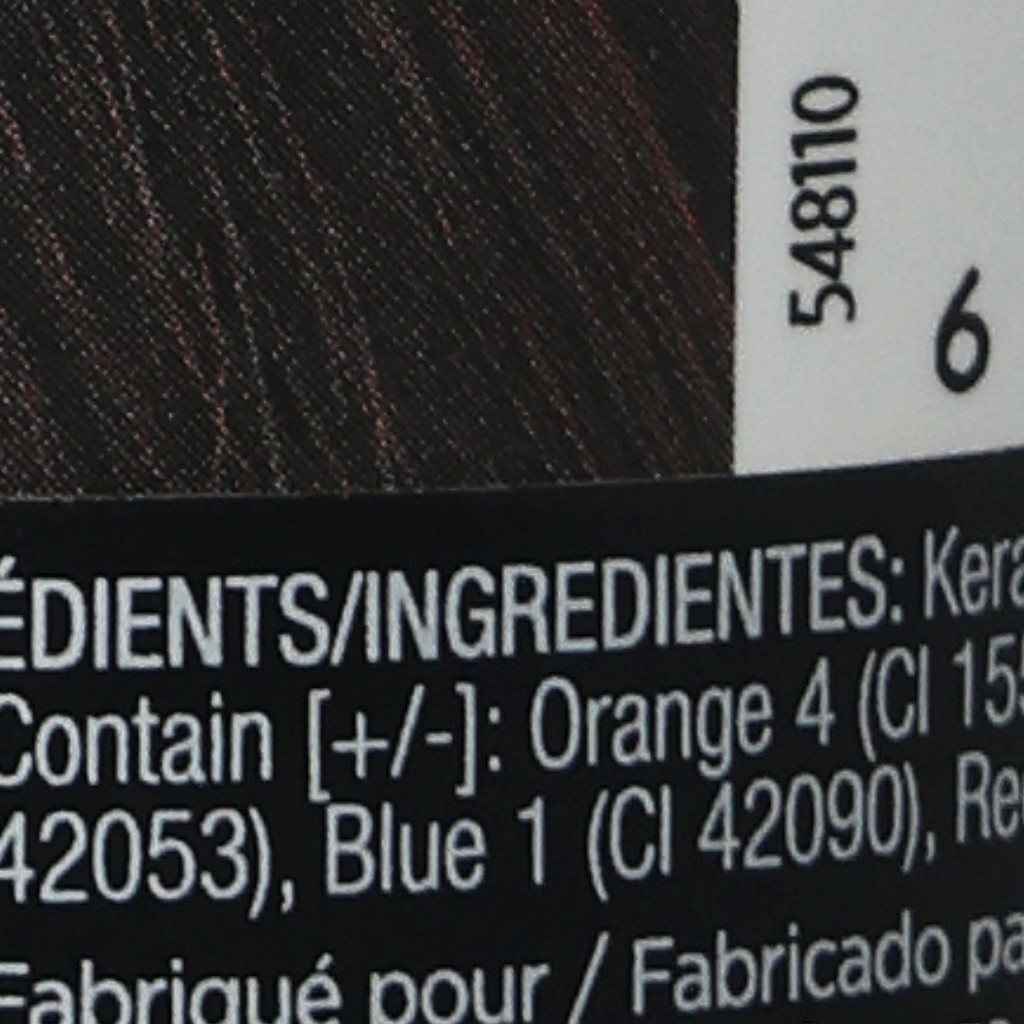 548110
6
ÉDIENTS/INGREDIENTES: Kera
Contain [+/-]: Orange 4 (CI 155
42053), Blue 1 (CI 42090), Re
Fabriqué pour / Fabricado pa